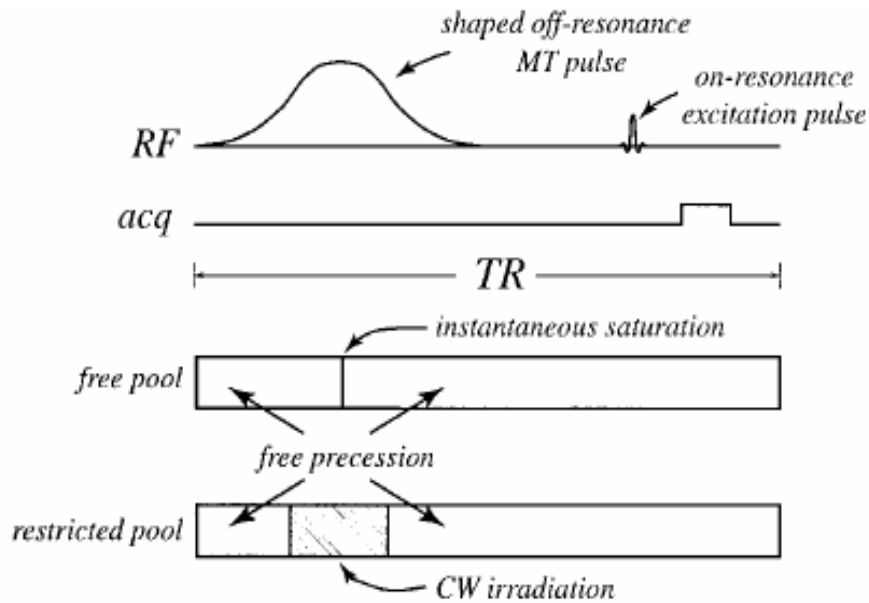 shaped off-resonance
MT pulse
on-resonance
excitation pulse
RF
acq
TR
instantaneous saturation
free pool
free precession
restricted pool
CW irradiation